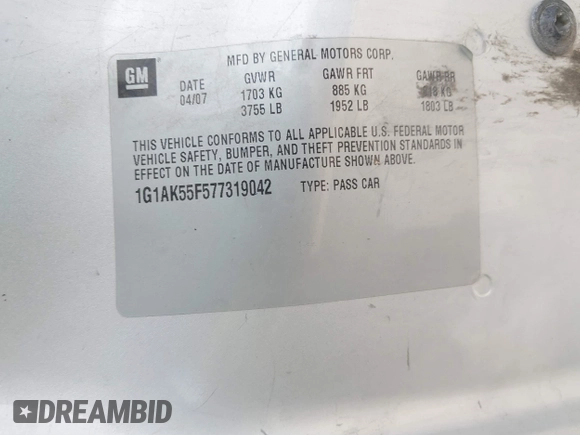 MFD BY GENERAL MOTORS CORP.
GM
DATE GVWR GAWR FRT GAWR RR
04/07 1703 KG 885 KG 818 KG
3755 LB 1952 LB 1803 LB
THIS VEHICLE CONFORMS TO ALL APPLICABLE U.S. FEDERAL MOTOR
VEHICLE SAFETY, BUMPER, AND THEFT PREVENTION STANDARDS IN
EFFECT ON THE DATE OF MANUFACTURE SHOWN ABOVE.
1G1AK55F577319042 TYPE: PASS CAR
DREAMBID